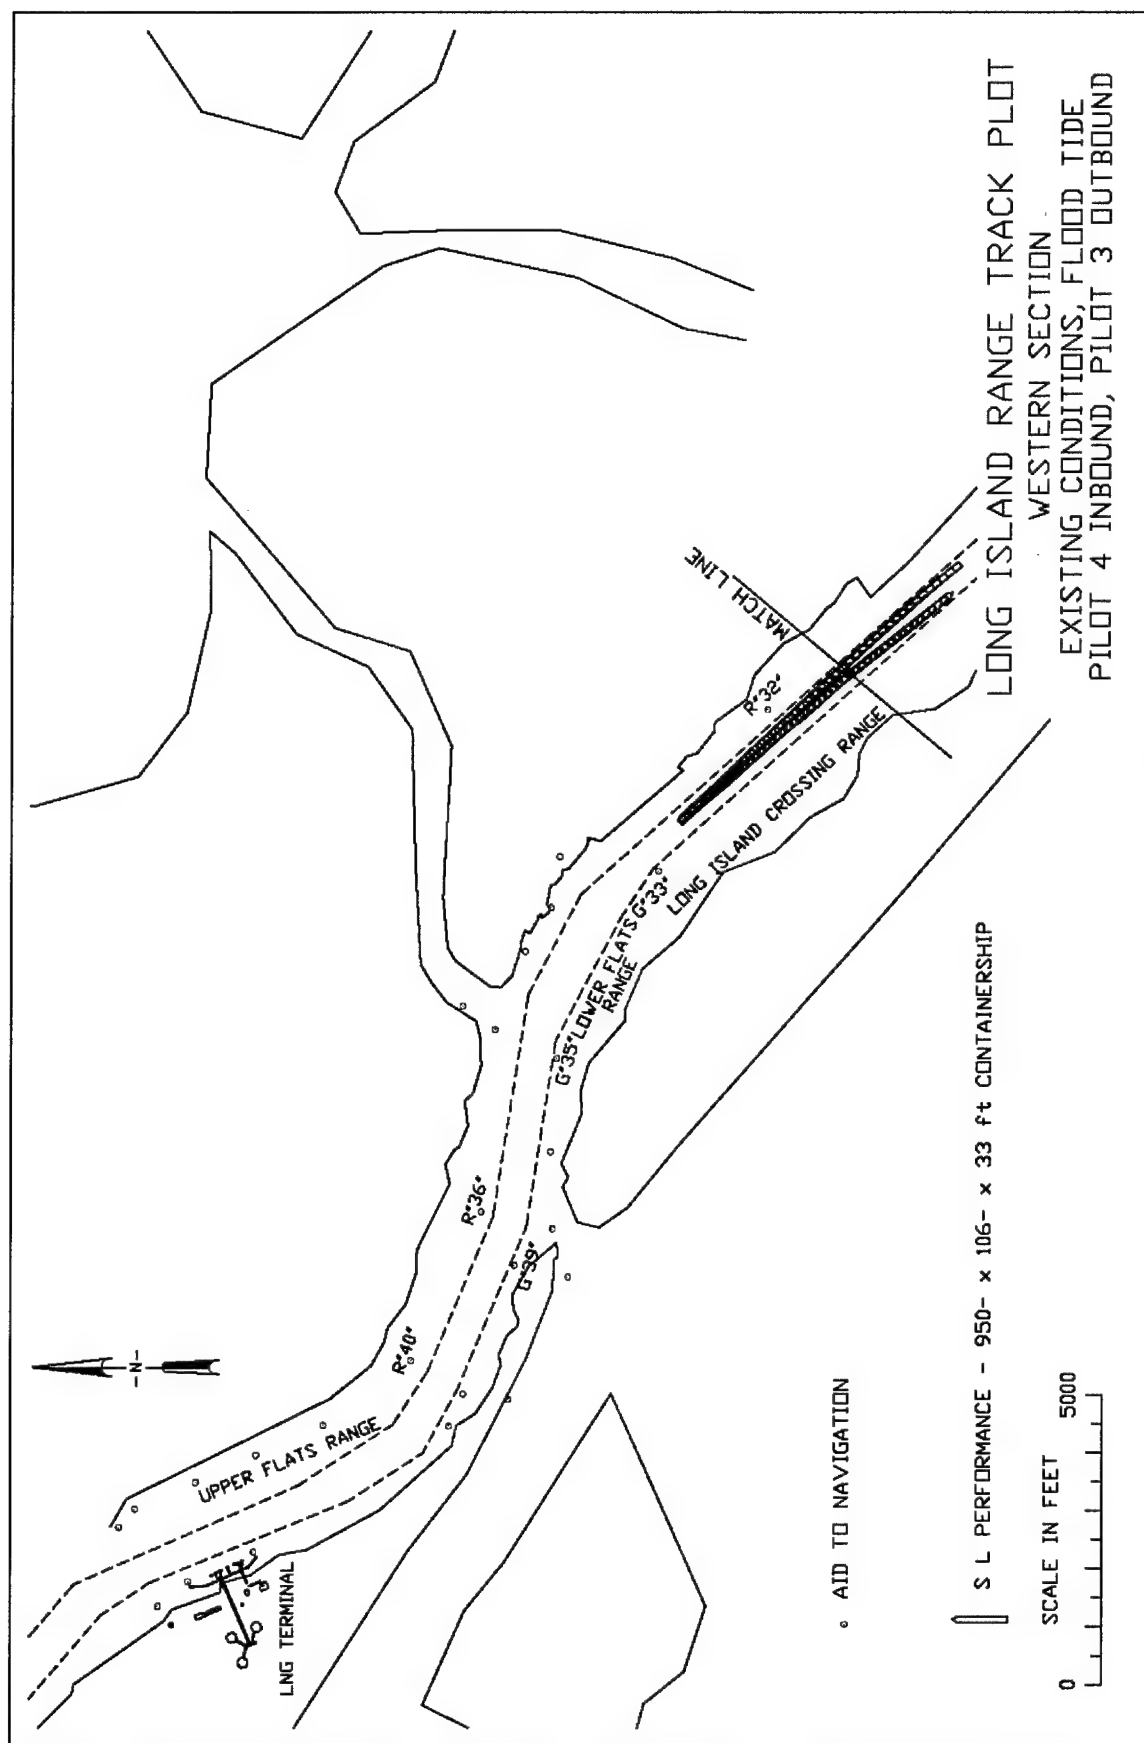 LONG ISLAND RANGE TRACK PLOT
WESTERN SECTION
EXISTING CONDITIONS, FLOOD TIDE
PILOT 4 INBOUND, PILOT 3 OUTBOUND
MATCH LINE
R"32"
LONG ISLAND CROSSING RANGE
G"33"
LOWER FLATS
RANGE
G"35"
R"36"
G"39"
R"40"
-N-
UPPER FLATS RANGE
LNG TERMINAL
AID TO NAVIGATION
S L PERFORMANCE - 950- x 106- x 33 ft CONTAINERSHIP
SCALE IN FEET
0 5000